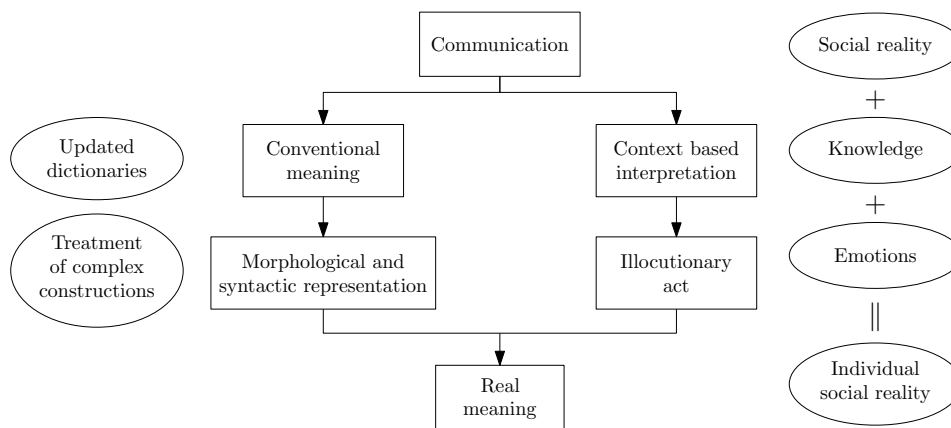 Communication
Social reality
+
Updated
dictionaries
Conventional
meaning
Context based
interpretation
Knowledge
+
Treatment
of complex
constructions
Morphological and
syntactic representation
Illocutionary
act
Emotions
||
Real
meaning
Individual
social reality